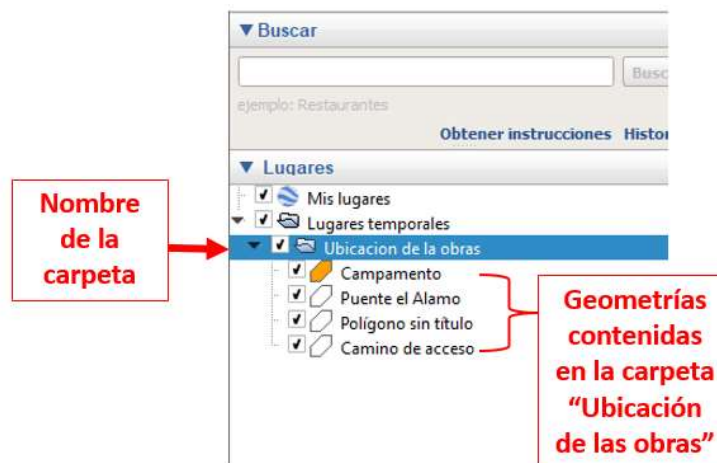 Buscar
Busc
ejemplo: Restaurantes
Obtener instrucciones Histor
Lugares
Mis lugares
Lugares temporales
Ubicacion de la obras
Campamento
Puente el Alamo
Polígono sin título
Camino de acceso
Nombre
de la
carpeta
Geometrías
contenidas
en la carpeta
“Ubicación
de las obras”